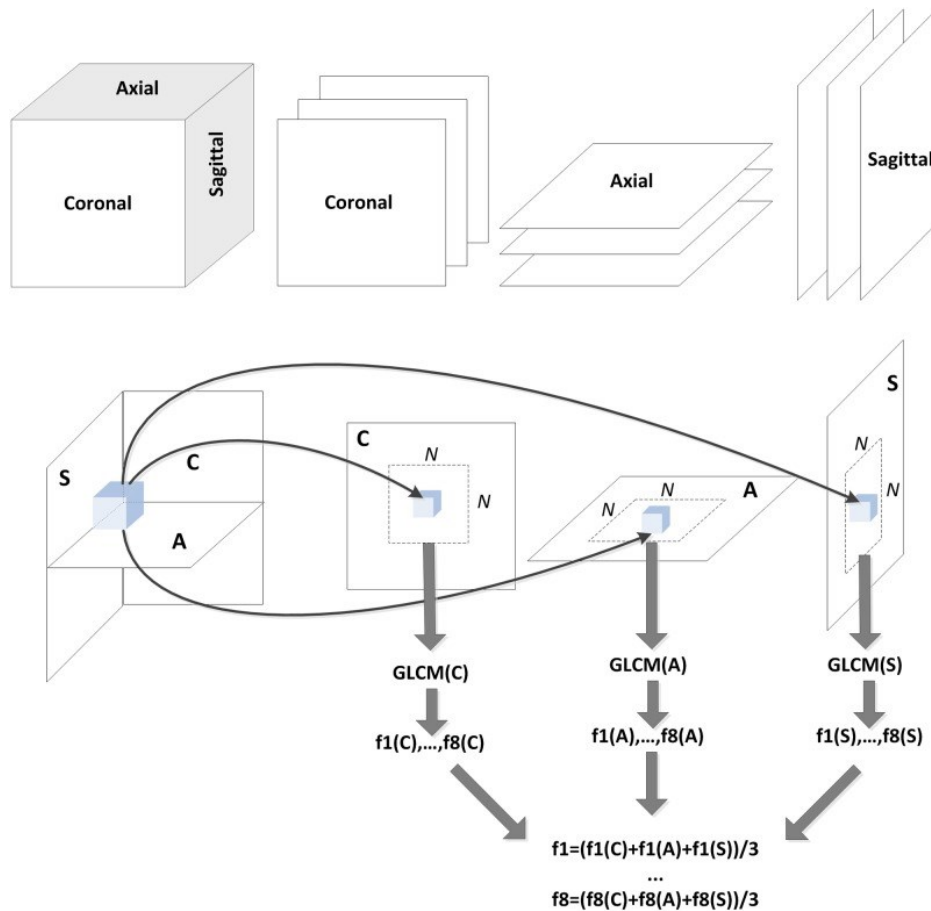 Axial
Coronal
Sagittal
Coronal
Axial
Sagittal
S
C
A
C
N
N
A
N
N
S
N
N
GLCM(C)
GLCM(A)
GLCM(S)
f1(C),...,f8(C)
f1(A),...,f8(A)
f1(S),...,f8(S)
f1=(f1(C)+f1(A)+f1(S))/3
...
f8=(f8(C)+f8(A)+f8(S))/3